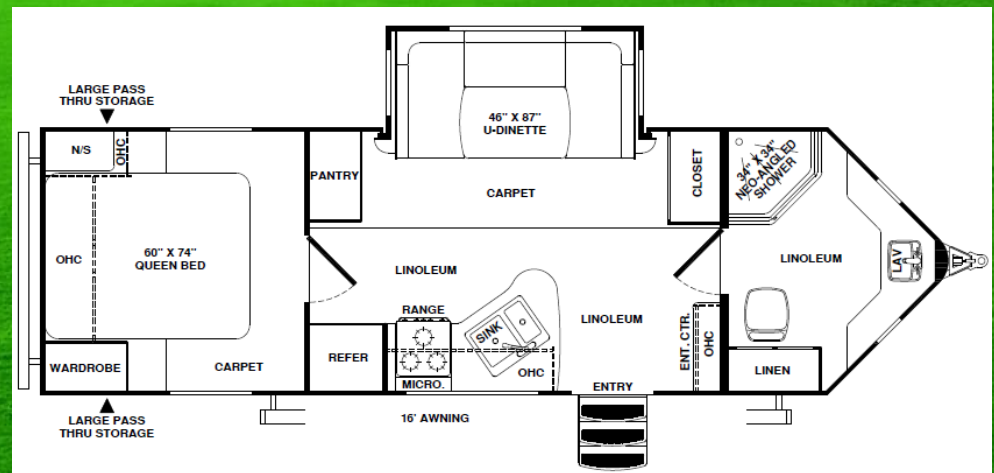 LARGE PASS
THRU STORAGE
N/S
OHC
OHC
60" X 74"
QUEEN BED
WARDROBE
CARPET
LARGE PASS
THRU STORAGE
PANTRY
46" X 87"
U-DINETTE
CARPET
CLOSET
LINOLEUM
RANGE
SINK
REFER
MICRO.
OHC
LINOLEUM
ENT. CTR.
OHC
ENTRY
16' AWNING
34" X 34"
NEO-ANGLED
SHOWER
LINOLEUM
LAV
LINEN